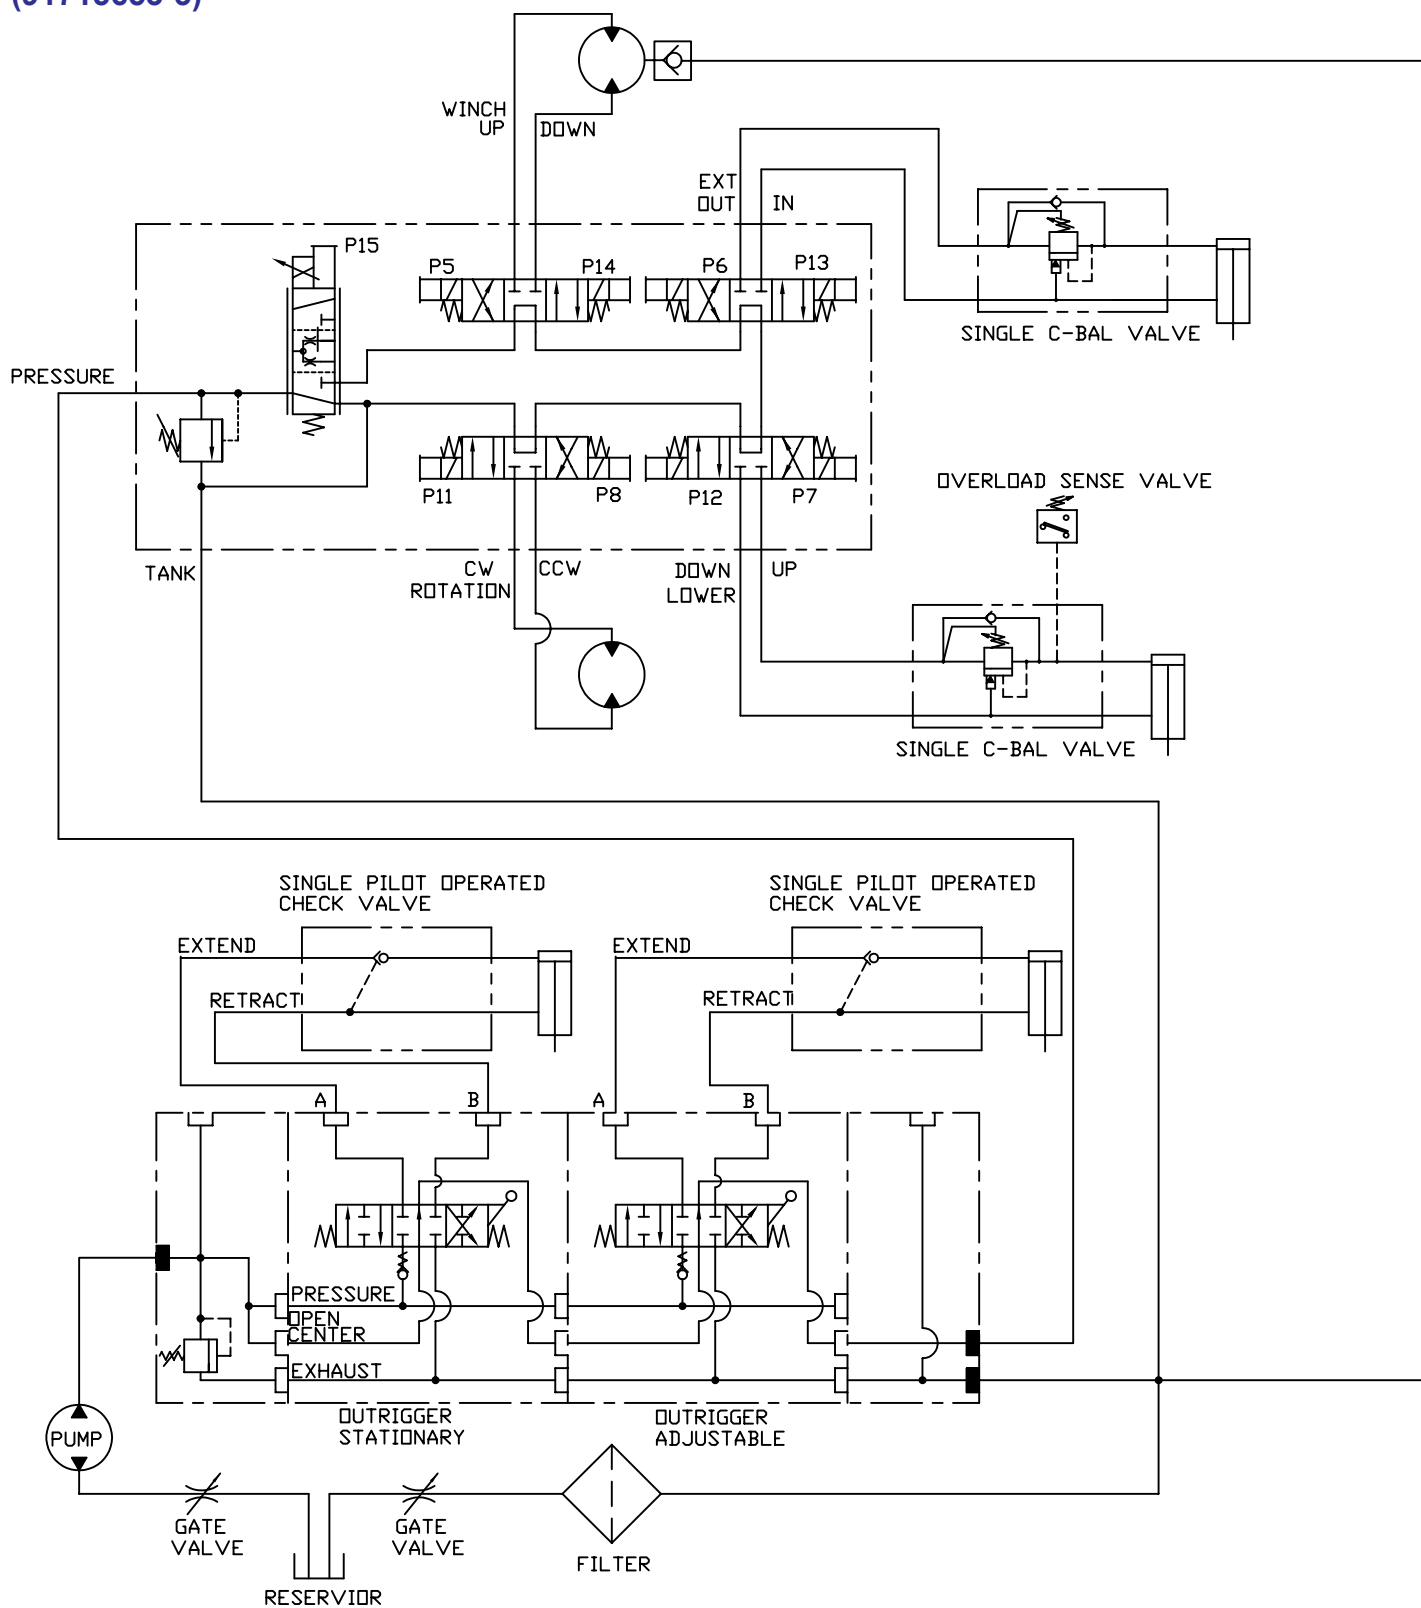 WINCH
UP
DOWN
EXT
OUT
IN
P15
P5
P14
P6
P13
SINGLE C-BAL VALVE
PRESSURE
P11
P8
P12
P7
OVERLOAD SENSE VALVE
TANK
CW
ROTATION
CCW
DOWN
LOWER
UP
SINGLE C-BAL VALVE
SINGLE PILOT OPERATED
CHECK VALVE
SINGLE PILOT OPERATED
CHECK VALVE
EXTEND
EXTEND
RETRACT
RETRACT
A
B
A
B
PRESSURE
OPEN
CENTER
EXHAUST
OUTRIGGER
STATIONARY
OUTRIGGER
ADJUSTABLE
PUMP
GATE
VALVE
GATE
VALVE
FILTER
RESERVIOR